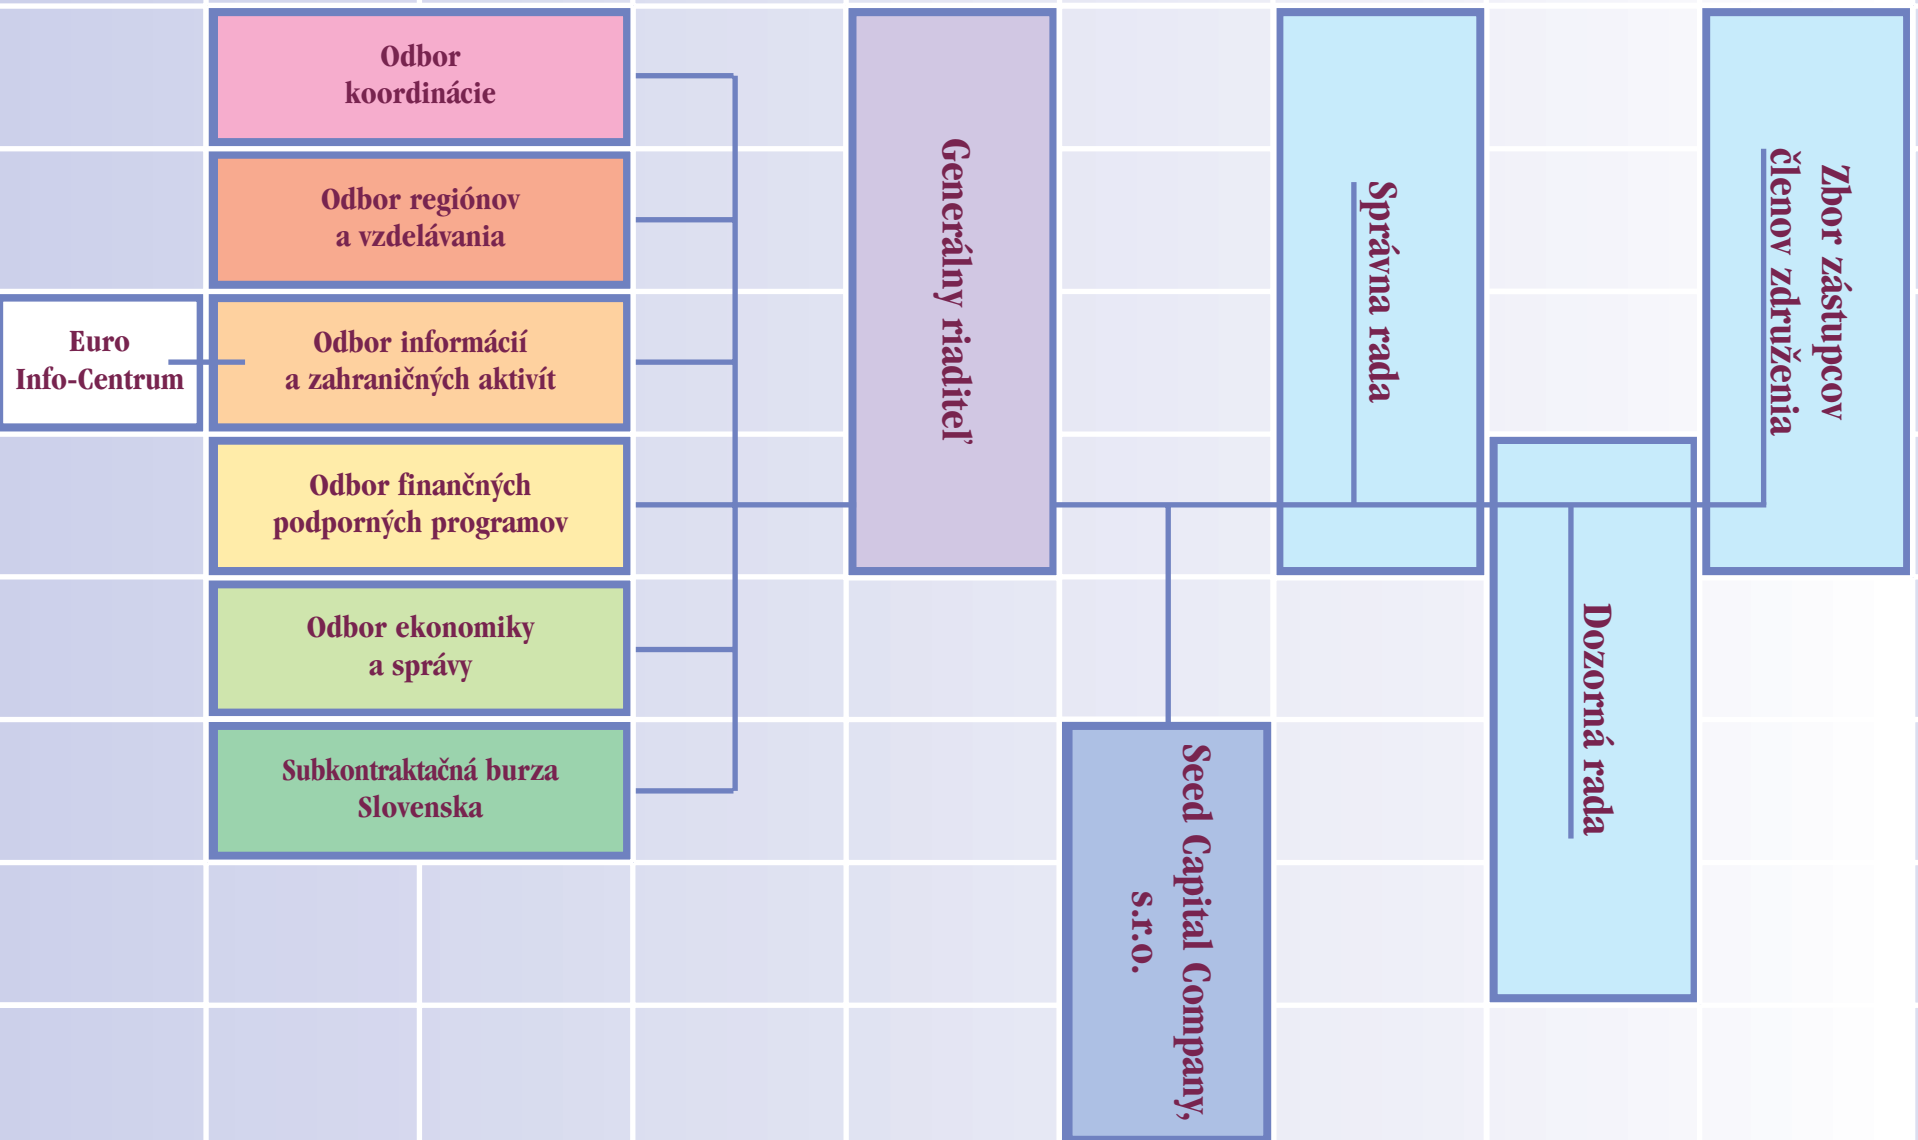 Odbor
koordinácie
Odbor regiónov
a vzdelávania
Euro
Info-Centrum
Odbor informácií
a zahraničných aktivít
Odbor finančných
podporných programov
Odbor ekonomiky
a správy
Subkontraktačná burza
Slovenska
Generálny riaditeľ
Seed Capital Company,
s.r.o.
Správna rada
Dozorná rada
Zbor zástupcov
členov združenia